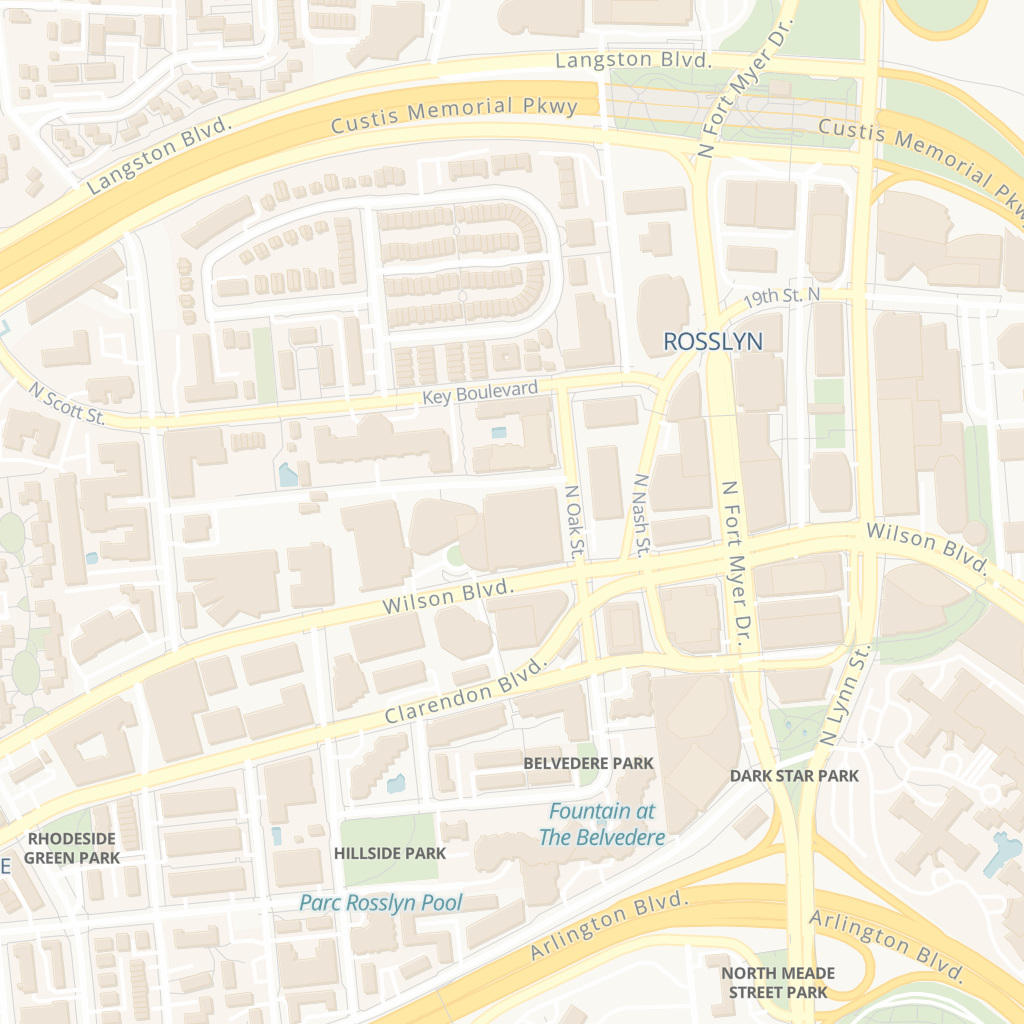 Langston Blvd.
N Fort Myer Dr.
Custis Memorial Pkwy
Custis Memorial Pkwy
Langston Blvd.
19th St. N
ROSSLYN
Key Boulevard
N Scott St.
N Oak St.
N Nash St.
N Fort Myer Dr.
Wilson Blvd.
Wilson Blvd.
Clarendon Blvd.
N Lynn St.
BELVEDERE PARK
DARK STAR PARK
Fountain at
The Belvedere
RHODESIDE
GREEN PARK
HILLSIDE PARK
E
Parc Rosslyn Pool
Arlington Blvd.
Arlington Blvd.
NORTH MEADE
STREET PARK